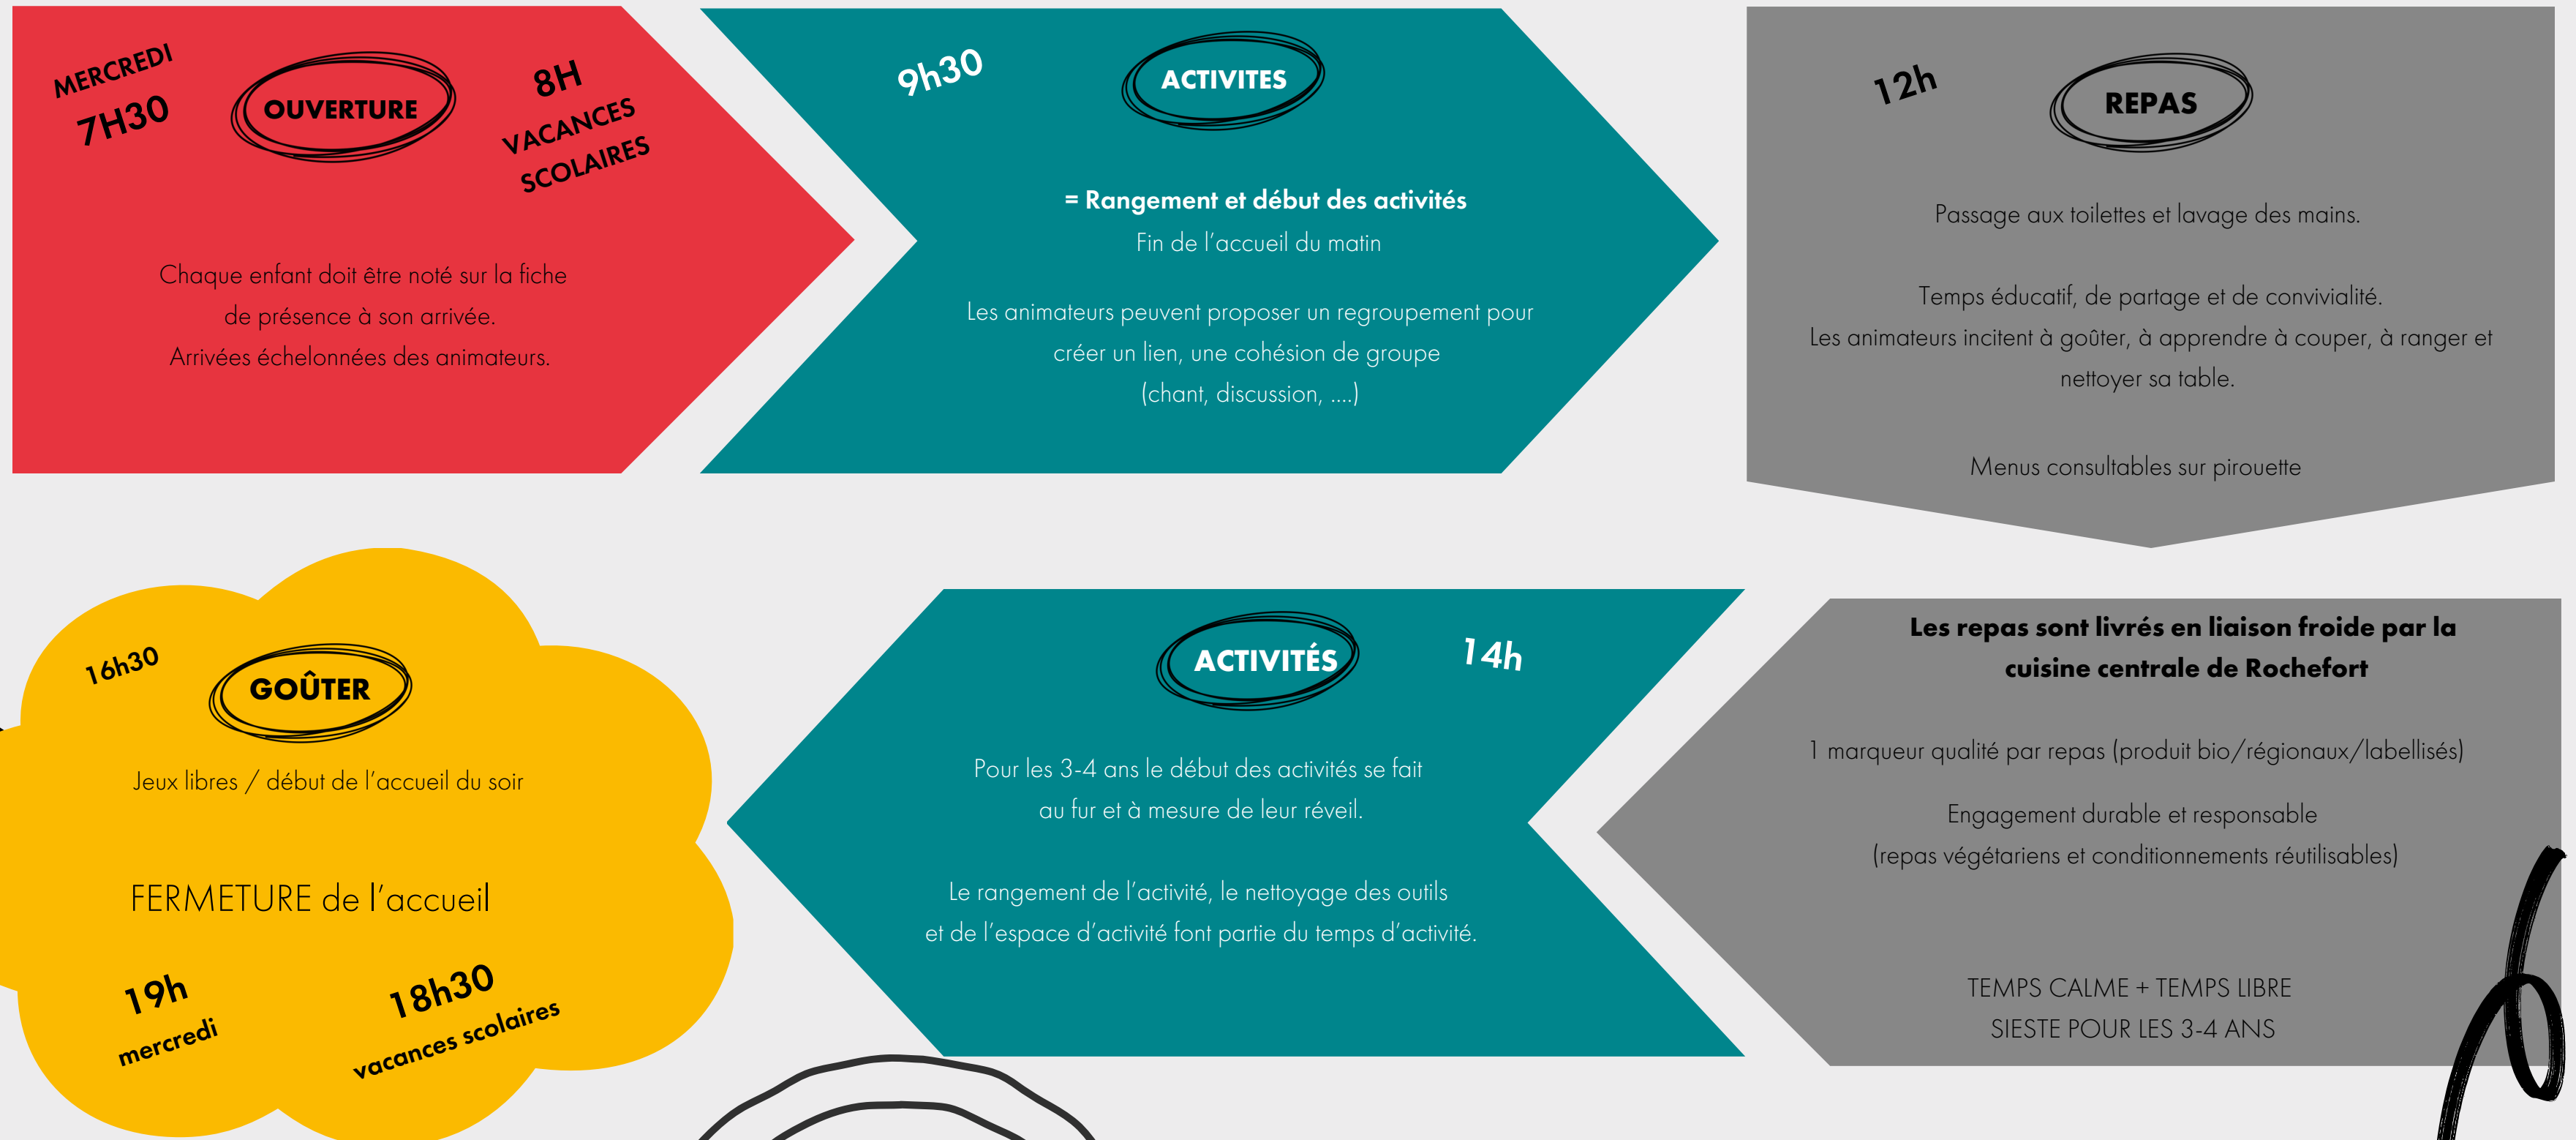 MERCREDI
7H30
OUVERTURE
8H
VACANCES
SCOLAIRES
Chaque enfant doit être noté sur la fiche
de présence à son arrivée.
Arrivées échelonnées des animateurs.
9h30
ACTIVITES
= Rangement et début des activités
Fin de l'accueil du matin
Les animateurs peuvent proposer un regroupement pour
créer un lien, une cohésion de groupe
(chant, discussion, ....)
12h
REPAS
Passage aux toilettes et lavage des mains.
Temps éducatif, de partage et de convivialité.
Les animateurs incitent à goûter, à apprendre à couper, à ranger et
nettoyer sa table.
Menus consultables sur pirouette
Les repas sont livrés en liaison froide par la
cuisine centrale de Rochefort
1 marqueur qualité par repas (produit bio/régionaux/labellisés)
Engagement durable et responsable
(repas végétariens et conditionnements réutilisables)
TEMPS CALME + TEMPS LIBRE
SIESTE POUR LES 3-4 ANS
ACTIVITÉS
14h
Pour les 3-4 ans le début des activités se fait
au fur et à mesure de leur réveil.
Le rangement de l'activité, le nettoyage des outils
et de l'espace d'activité font partie du temps d'activité.
16h30
GOÛTER
Jeux libres / début de l'accueil du soir
FERMETURE de l'accueil
19h
mercredi
18h30
vacances scolaires